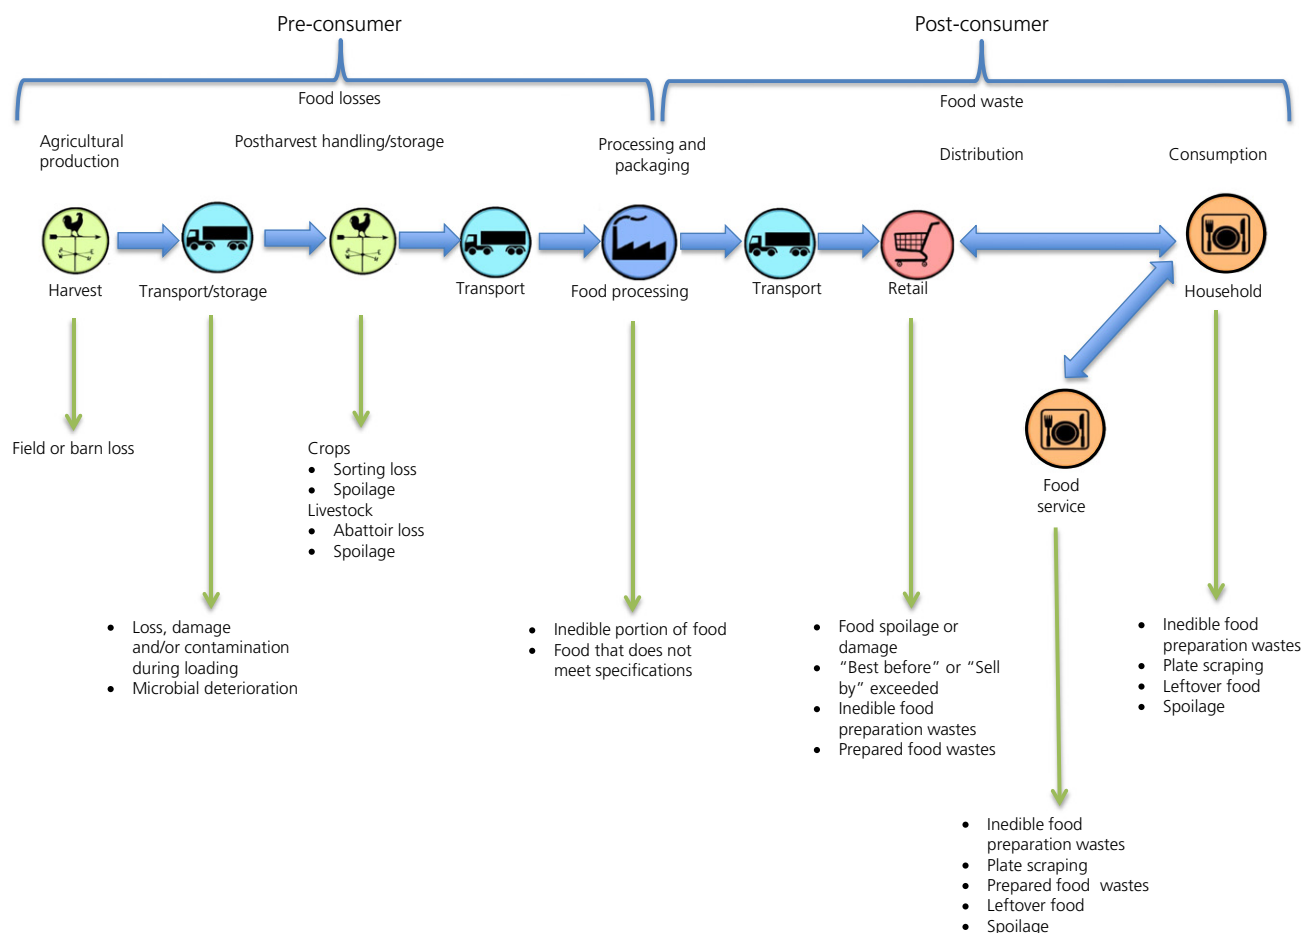 Pre-consumer
Post-consumer
Food losses
Food waste
Agricultural
production
Postharvest handling/storage
Processing and
packaging
Distribution
Consumption
Harvest
Transport/storage
Transport
Food processing
Transport
Retail
Household
Field or barn loss
Crops
• Sorting loss
• Spoilage
Livestock
• Abattoir loss
• Spoilage
Food
service
• Loss, damage
and/or contamination
during loading
• Microbial deterioration
• Inedible portion of food
• Food that does not
meet specifications
• Food spoilage or
damage
• “Best before” or “Sell
by” exceeded
• Inedible food
preparation wastes
• Prepared food wastes
• Inedible food
preparation wastes
• Plate scraping
• Leftover food
• Spoilage
• Inedible food
preparation wastes
• Plate scraping
• Prepared food wastes
• Leftover food
• Spoilage